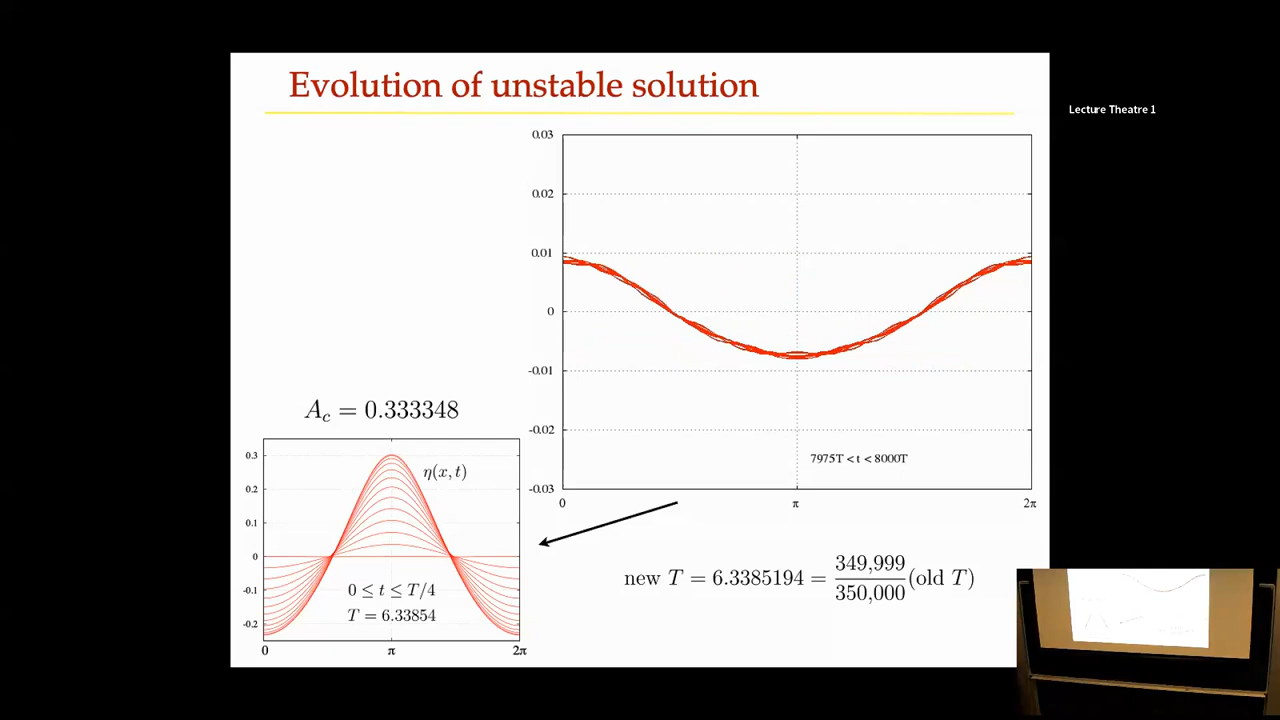 Evolution of unstable solution
Lecture Theatre 1
0.03
0.02
0.01
0
-0.01
-0.02
-0.03
7975T < t < 8000T
0 π 2π
A_c = 0.333348
0.3
0.2
0.1
0
-0.1
-0.2
η(x, t)
0 ≤ t ≤ T/4
T = 6.33854
0 π 2π
new T = 6.3385194 = 349,999/350,000 (old T)